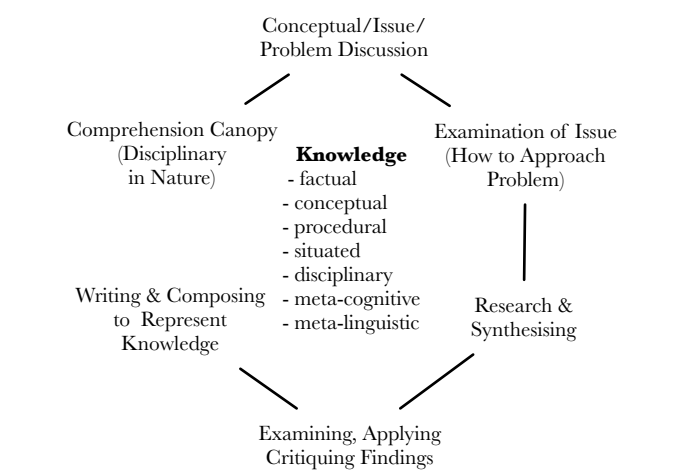 Conceptual/Issue/
Problem Discussion
Comprehension Canopy
(Disciplinary
in Nature)
Knowledge
- factual
- conceptual
- procedural
- situated
- disciplinary
- meta-cognitive
- meta-linguistic
Examination of Issue
(How to Approach
Problem)
Writing & Composing
to Represent
Knowledge
Research &
Synthesising
Examining, Applying
Critiquing Findings